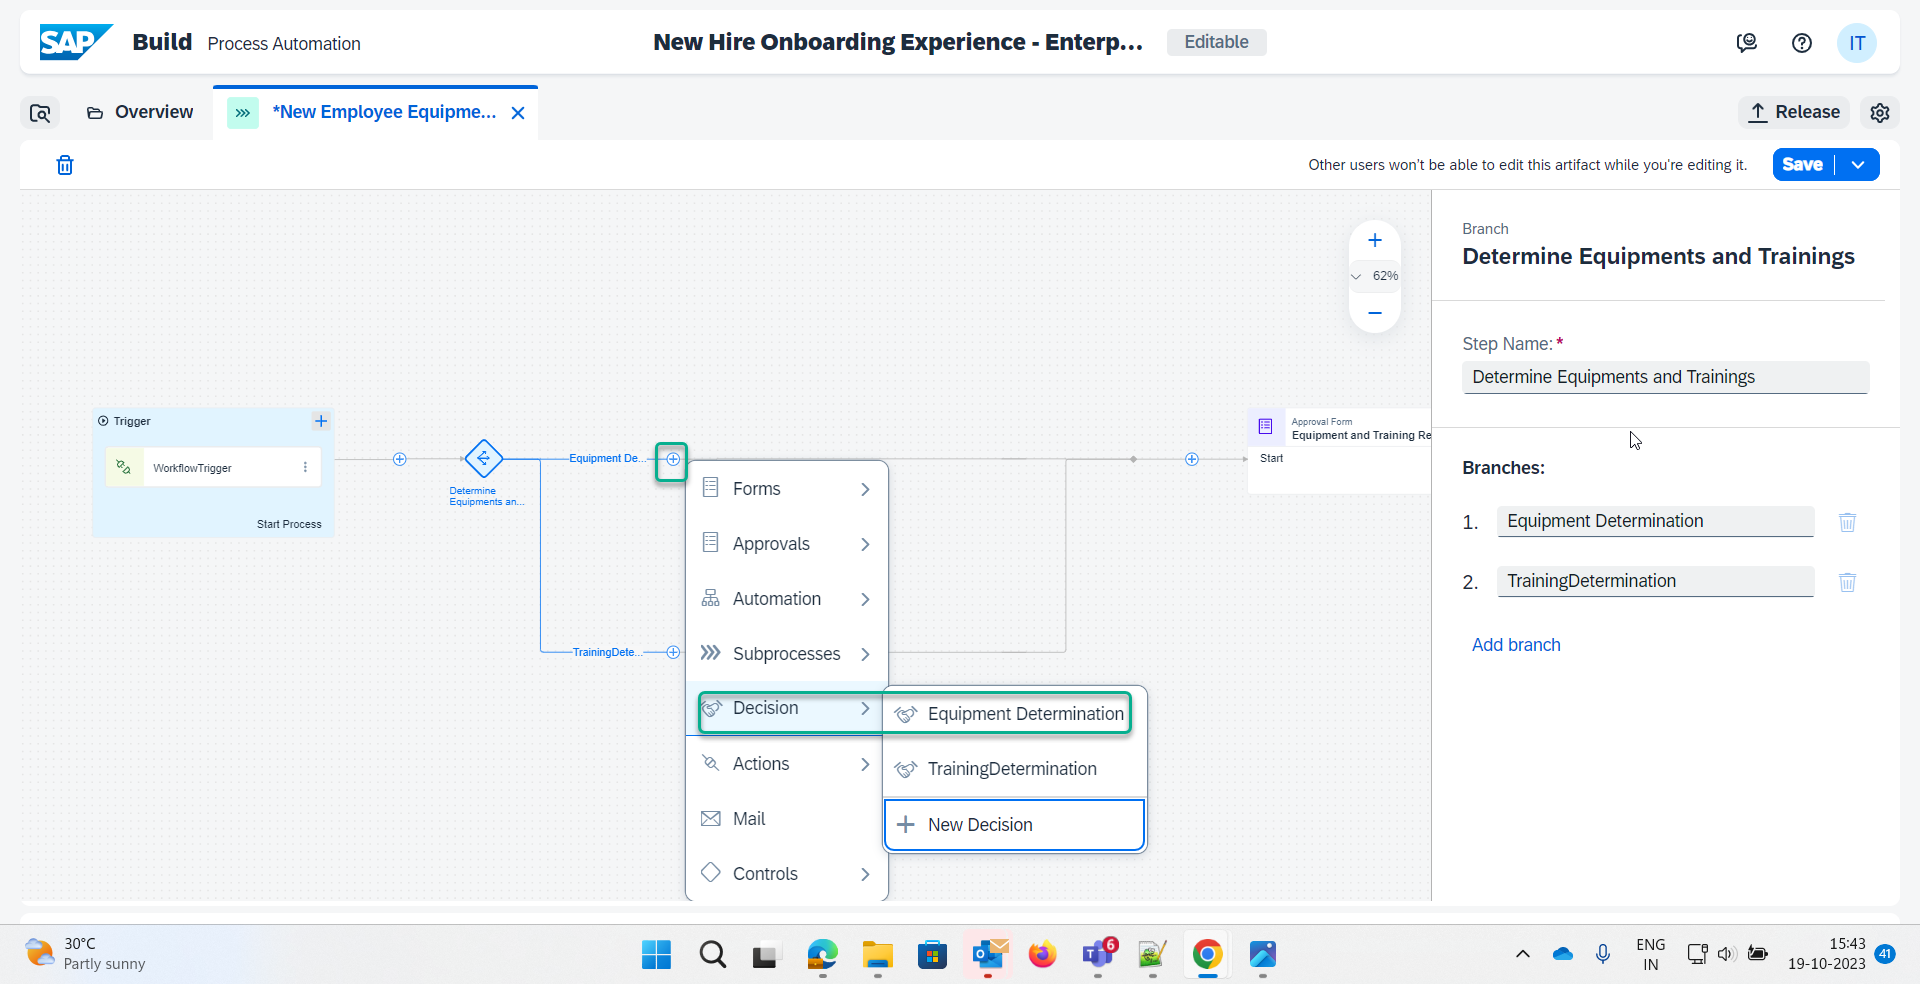 SAP Build Process Automation
New Hire Onboarding Experience - Enterp...
Editable
IT
Overview
*New Employee Equipme...
Release
Other users won't be able to edit this artifact while you're editing it.
Save
62%
Trigger
WorkflowTrigger
Start Process
Determine
Equipments an...
Equipment De...
TrainingDete...
Forms
Approvals
Automation
Subprocesses
Decision
Actions
Mail
Controls
Equipment Determination
TrainingDetermination
New Decision
Approval Form
Equipment and Training Re
Start
Branch
Determine Equipments and Trainings
Step Name:*
Determine Equipments and Trainings
Branches:
1. Equipment Determination
2. TrainingDetermination
Add branch
30°C
Partly sunny
6
ENG
IN
15:43
19-10-2023
41